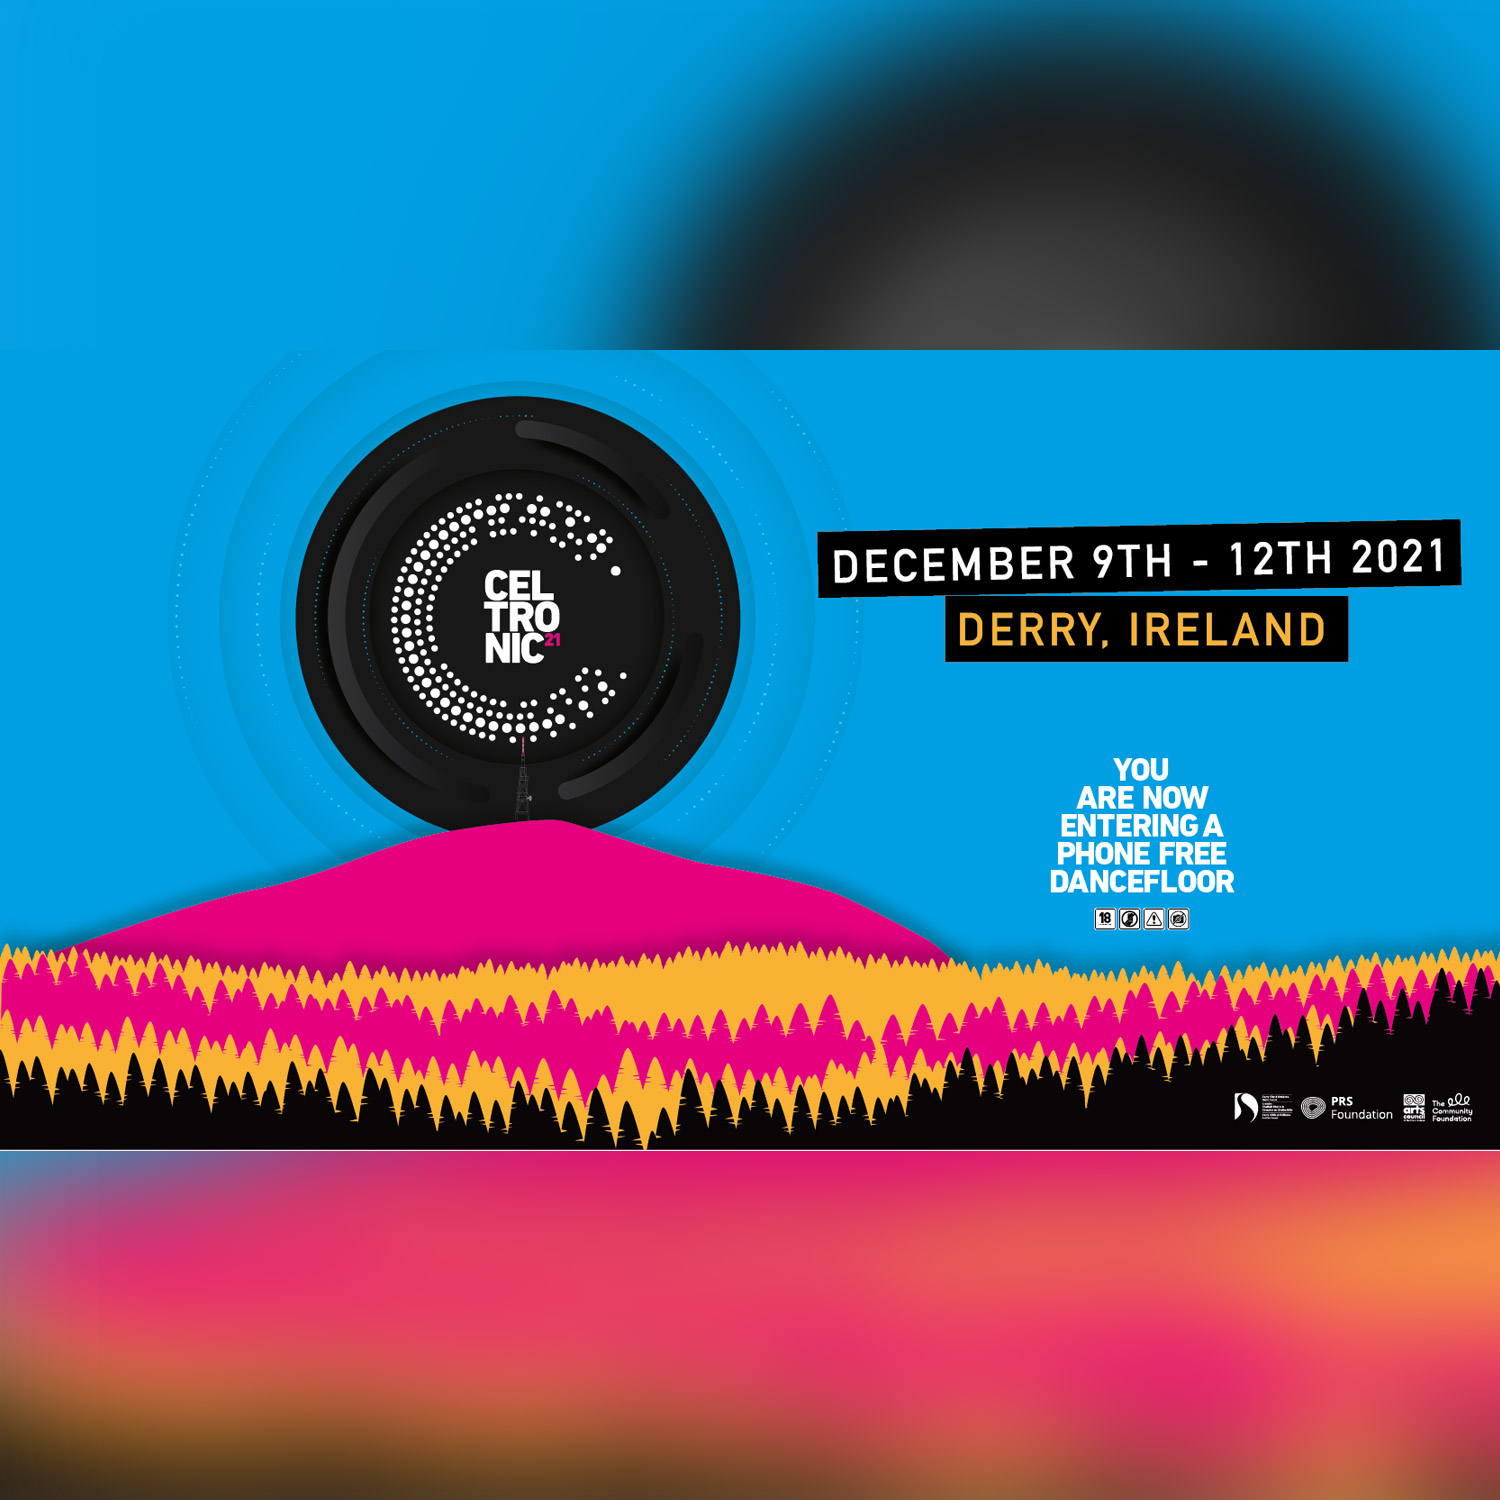 CEL
TRO
NIC21
DECEMBER 9TH - 12TH 2021
DERRY, IRELAND
YOU
ARE NOW
ENTERING A
PHONE FREE
DANCEFLOOR
18
PRS
Foundation
arts
council
The
Community
Foundation